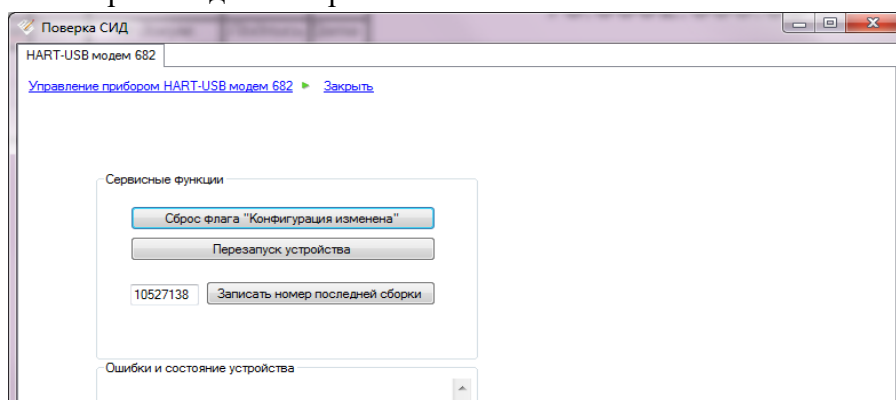 Поверка СИД
HART-USB модем 682
Управление прибором HART-USB модем 682 Закрыть
Сервисные функции
Сброс флага "Конфигурация изменена"
Перезапуск устройства
10527138 Записать номер последней сборки
Ошибки и состояние устройства